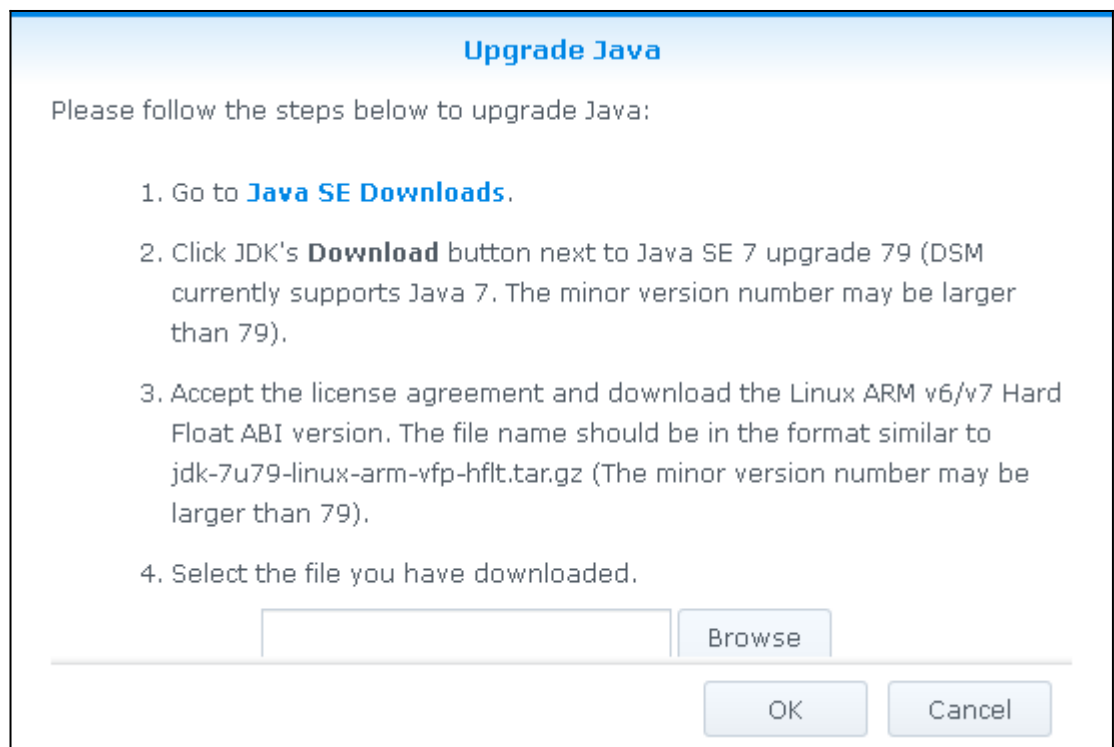 Upgrade Java
Please follow the steps below to upgrade Java:
1. Go to Java SE Downloads.
2. Click JDK's Download button next to Java SE 7 upgrade 79 (DSM
currently supports Java 7. The minor version number may be larger
than 79).
3. Accept the license agreement and download the Linux ARM v6/v7 Hard
Float ABI version. The file name should be in the format similar to
jdk-7u79-linux-arm-vfp-hflt.tar.gz (The minor version number may be
larger than 79).
4. Select the file you have downloaded.
Browse
OK Cancel